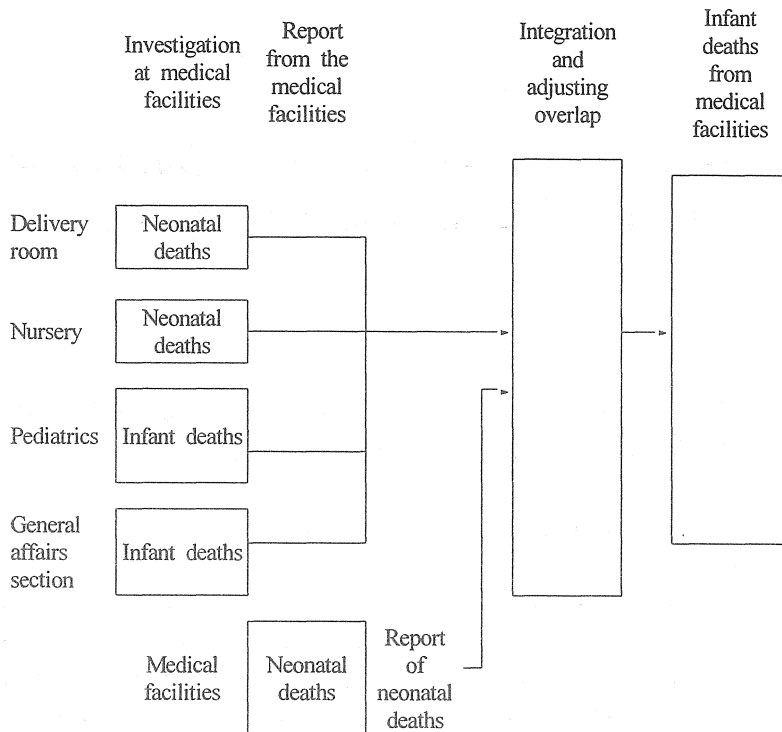 Investigation
at medical
facilities
Report
from the
medical
facilities
Integration
and
adjusting
overlap
Infant
deaths
from
medical
facilities
Delivery
room
Neonatal
deaths
Nursery
Neonatal
deaths
Pediatrics
Infant deaths
General
affairs
section
Infant deaths
Medical
facilities
Neonatal
deaths
Report
of
neonatal
deaths